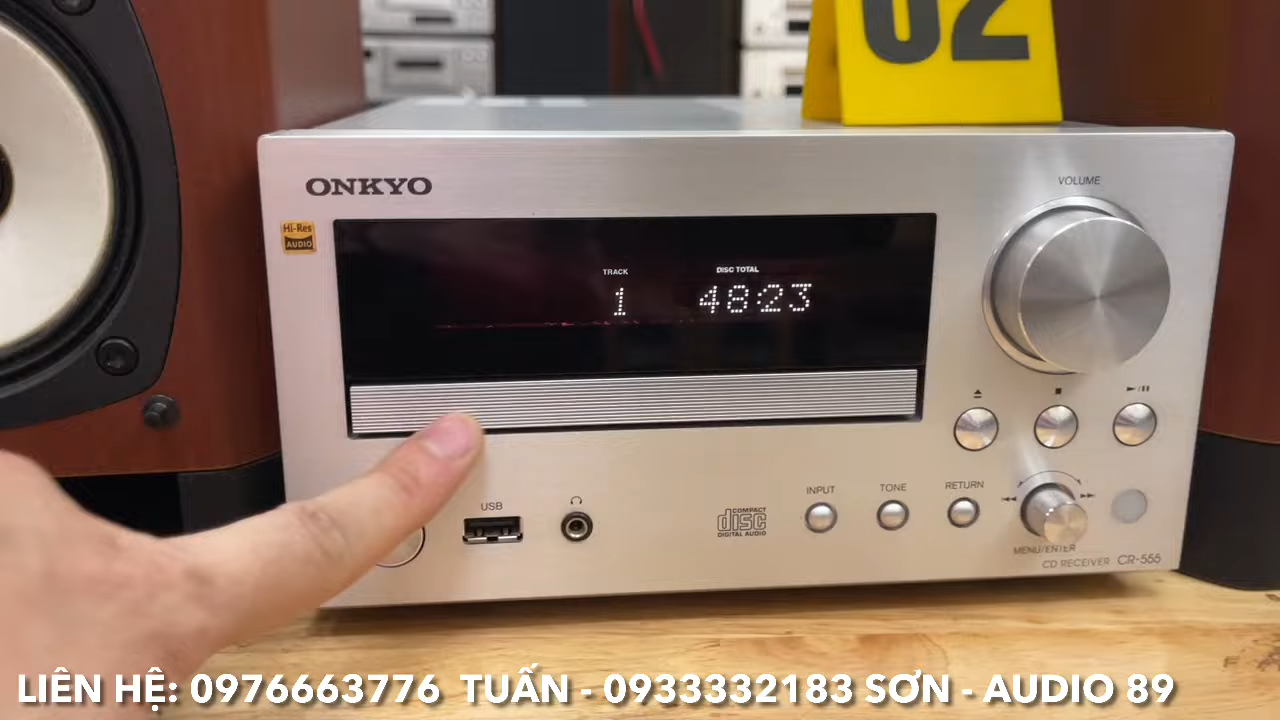 02
ONKYO
VOLUME
Hi-Res
AUDIO
TRACK
DISC TOTAL
1
48:23
USB
COMPACT
disc
DIGITAL AUDIO
INPUT
TONE
RETURN
MENU/ENTER
CD RECEIVER CR-555
LIÊN HỆ: 0976663776 TUẤN - 0933332183 SƠN - AUDIO 89